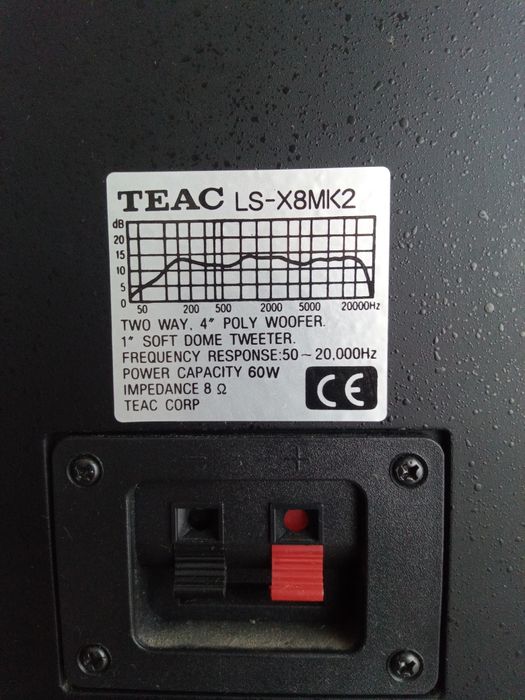 TEAC LS-X8MK2
dB
20
15
10
5
0
50 200 500 2000 5000 20000Hz
TWO WAY, 4" POLY WOOFER.
1" SOFT DOME TWEETER.
FREQUENCY RESPONSE:50~20,000Hz
POWER CAPACITY 60W
IMPEDANCE 8 Ω
TEAC CORP
CE
- +